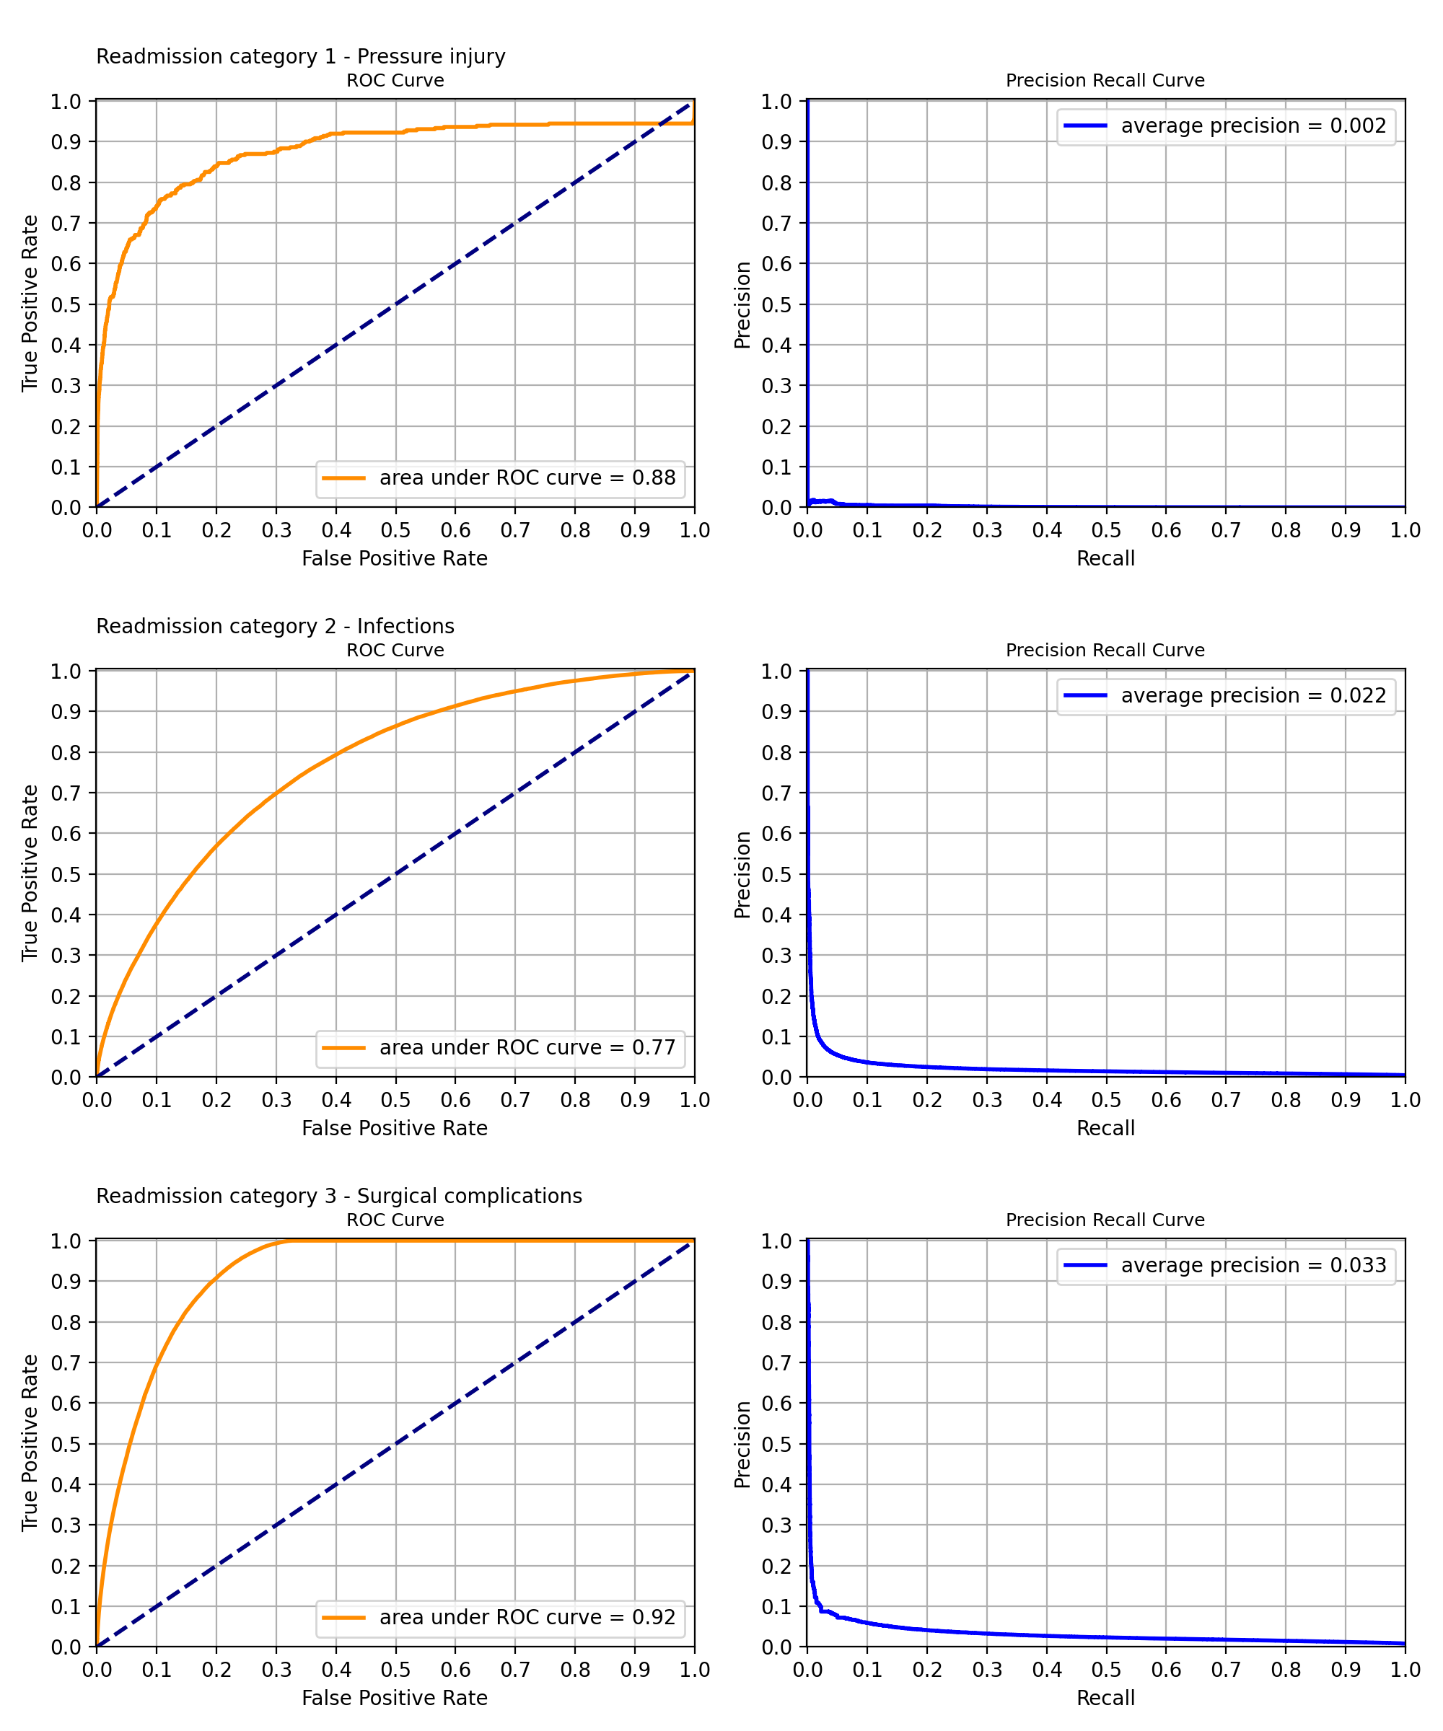 Readmission category 1 - Pressure injury
ROC Curve
1.0
0.9
0.8
0.7
0.6
0.5
0.4
0.3
0.2
0.1
0.0
True Positive Rate
area under ROC curve = 0.88
0.0 0.1 0.2 0.3 0.4 0.5 0.6 0.7 0.8 0.9 1.0
False Positive Rate
Precision Recall Curve
1.0
0.9
0.8
0.7
0.6
0.5
0.4
0.3
0.2
0.1
0.0
Precision
average precision = 0.002
0.0 0.1 0.2 0.3 0.4 0.5 0.6 0.7 0.8 0.9 1.0
Recall
Readmission category 2 - Infections
ROC Curve
1.0
0.9
0.8
0.7
0.6
0.5
0.4
0.3
0.2
0.1
0.0
True Positive Rate
area under ROC curve = 0.77
0.0 0.1 0.2 0.3 0.4 0.5 0.6 0.7 0.8 0.9 1.0
False Positive Rate
Precision Recall Curve
1.0
0.9
0.8
0.7
0.6
0.5
0.4
0.3
0.2
0.1
0.0
Precision
average precision = 0.022
0.0 0.1 0.2 0.3 0.4 0.5 0.6 0.7 0.8 0.9 1.0
Recall
Readmission category 3 - Surgical complications
ROC Curve
1.0
0.9
0.8
0.7
0.6
0.5
0.4
0.3
0.2
0.1
0.0
True Positive Rate
area under ROC curve = 0.92
0.0 0.1 0.2 0.3 0.4 0.5 0.6 0.7 0.8 0.9 1.0
False Positive Rate
Precision Recall Curve
1.0
0.9
0.8
0.7
0.6
0.5
0.4
0.3
0.2
0.1
0.0
Precision
average precision = 0.033
0.0 0.1 0.2 0.3 0.4 0.5 0.6 0.7 0.8 0.9 1.0
Recall